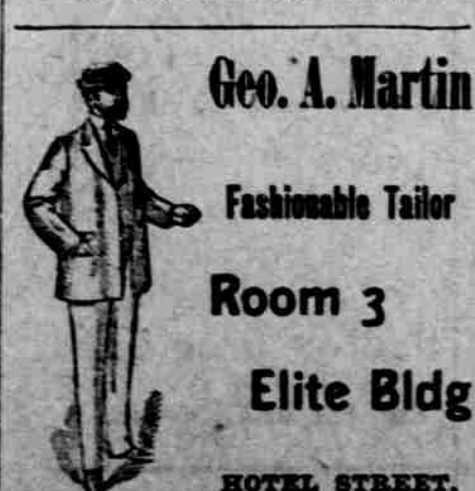 Geo. A. Martin
Fashionable Tailor
Room 3
Elite Bldg
HOTEL STREET.